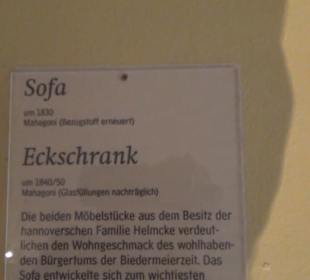 Sofa
um 1830
Mahagoni (Bezugstoff erneuert)
Eckschrank
um 1840/50
Mahagoni (Glasfüllungen nachträglich)
Die beiden Möbelstücke aus dem Besitz der
hannoverschen Familie Helmcke verdeut-
lichen den Wohngeschmack des wohlhaben-
den Bürgertums der Biedermeierzeit. Das
Sofa entwickelte sich zum wichtigsten